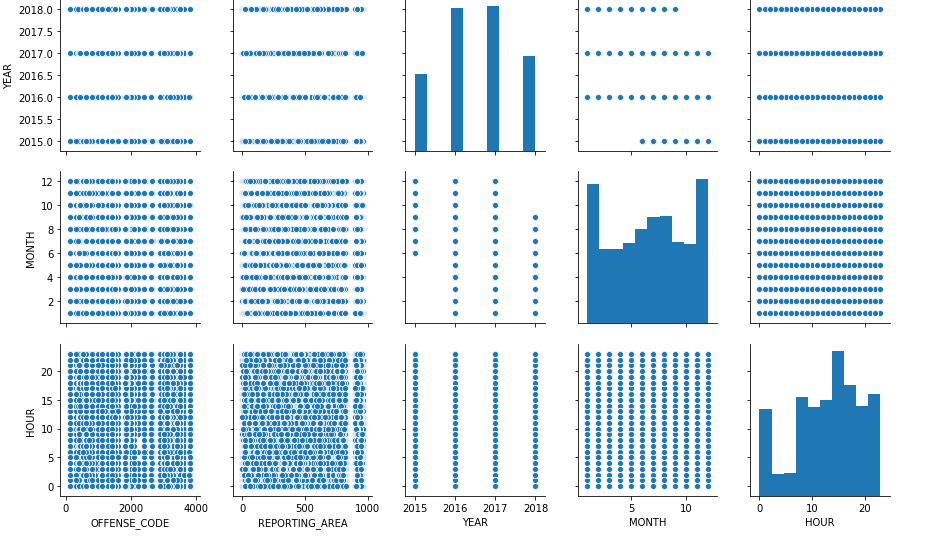 2018.0
2017.5
2017.0
2016.5
2016.0
2015.5
2015.0
YEAR
12
10
8
6
4
2
MONTH
20
15
10
5
0
HOUR
0 2000 4000
OFFENSE_CODE
0 500 1000
REPORTING_AREA
2015 2016 2017 2018
YEAR
5 10
MONTH
0 10 20
HOUR